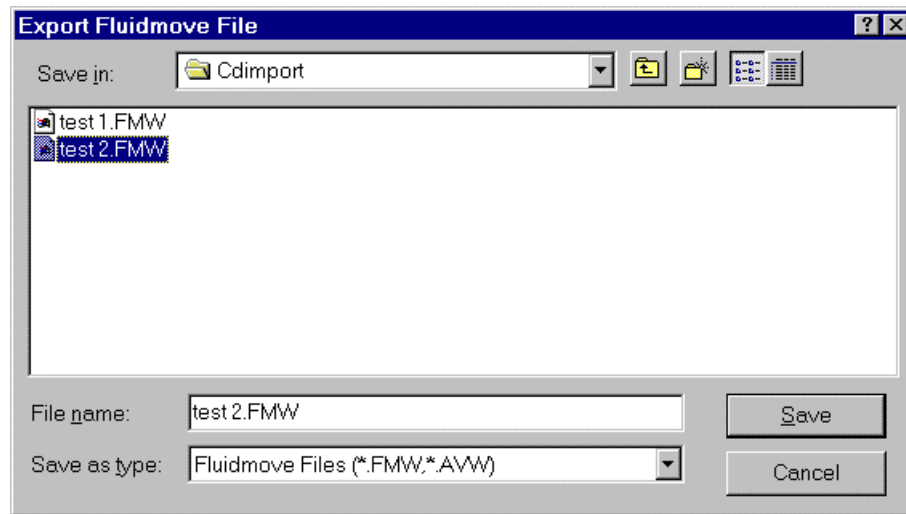 Export Fluidmove File
Save in: Cdimport
test 1.FMW
test 2.FMW
File name: test 2.FMW Save
Save as type: Fluidmove Files (*.FMW,*.AVW) Cancel